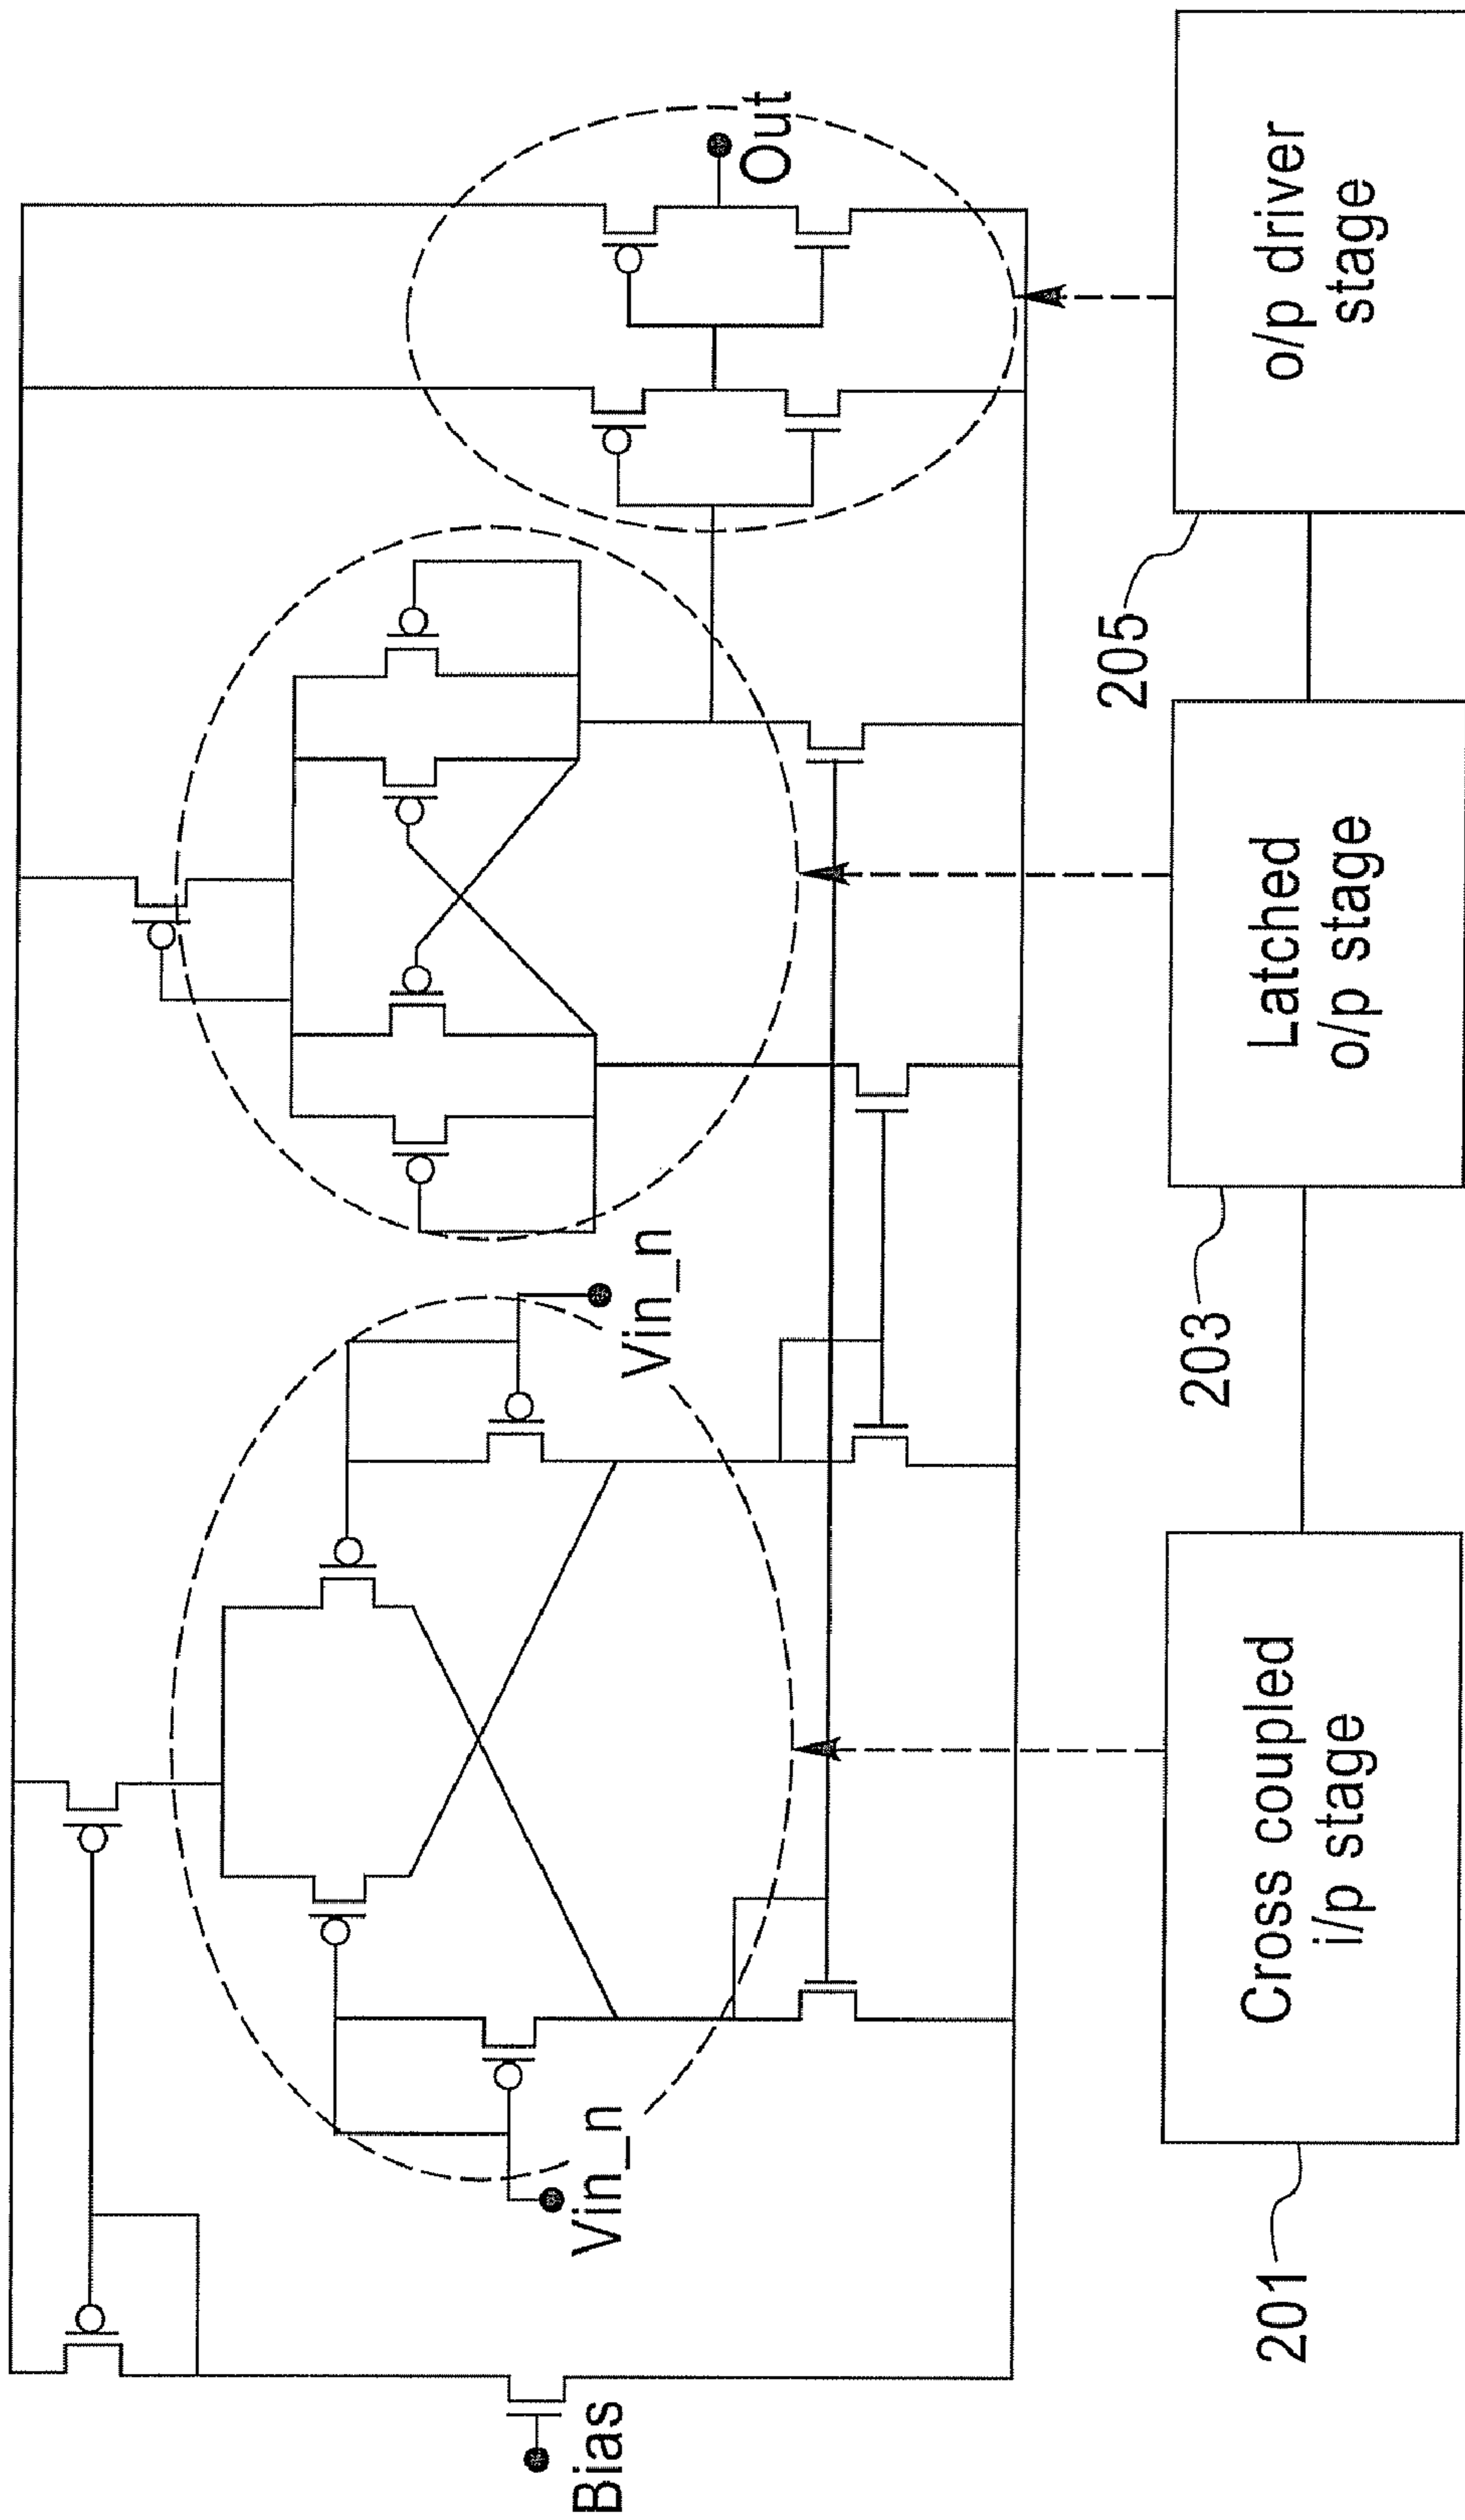 Bias
Vin_n
Vin_n
Out
201
Cross coupled
i/p stage
203
Latched
o/p stage
205
o/p driver
stage